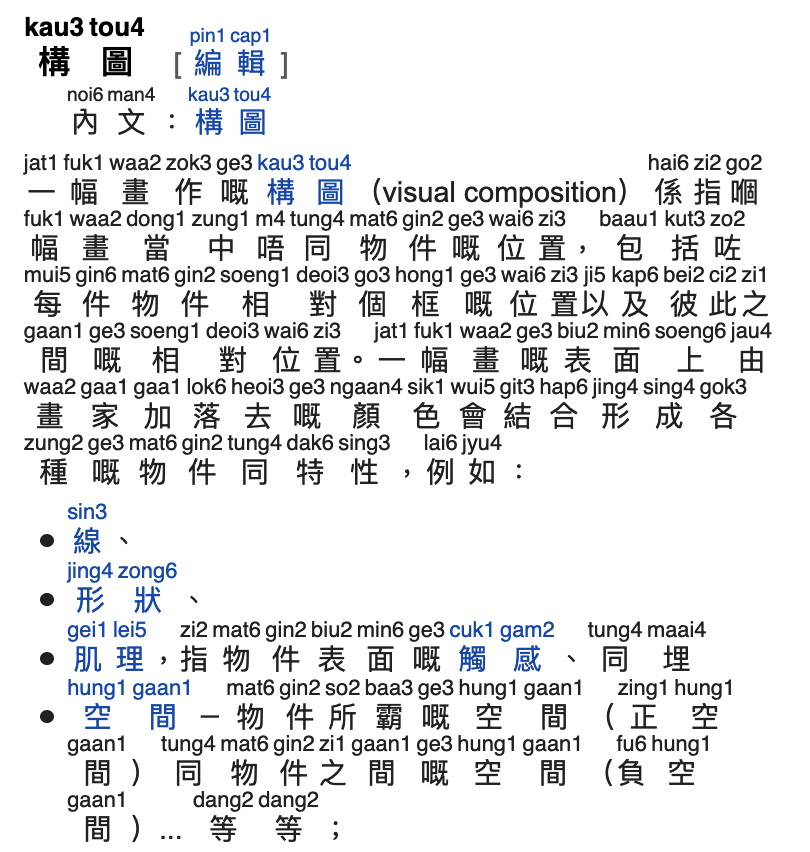 kau3 tou4 pin1 cap1
構圖 [編輯]
noi6 man4 kau3 tou4
內文：構圖
jat1 fuk1 waa2 zok3 ge3 kau3 tou4 hai6 zi2 go2
一幅畫作嘅構圖（visual composition）係指嗰
fuk1 waa2 dong1 zung1 m4 tung4 mat6 gin2 ge3 wai6 zi3 baau1 kut3 zo2
幅畫當中唔同物件嘅位置，包括咗
mui5 gin6 mat6 gin2 soeng1 deoi3 go3 hong1 ge3 wai6 zi3 ji5 kap6 bei2 ci2 zi1
每件物件相對個框嘅位置以及彼此之
gaan1 ge3 soeng1 deoi3 wai6 zi3 jat1 fuk1 waa2 ge3 biu2 min6 soeng6 jau4
間嘅相對位置。一幅畫嘅表面上由
waa2 gaa1 gaa1 lok6 heoi3 ge3 ngaan4 sik1 wui5 git3 hap6 jing4 sing4 gok3
畫家加落去嘅顏色會結合形成各
zung2 ge3 mat6 gin2 tung4 dak6 sing3 lai6 jyu4
種嘅物件同特性，例如：
sin3
• 線、
jing4 zong6
• 形狀、
gei1 lei5 zi2 mat6 gin2 biu2 min6 ge3 cuk1 gam2 tung4 maai4
• 肌理，指物件表面嘅觸感、同埋
hung1 gaan1 mat6 gin2 so2 baa3 ge3 hung1 gaan1 zing1 hung1
• 空間－物件所霸嘅空間（正空
gaan1 tung4 mat6 gin2 zi1 gaan1 ge3 hung1 gaan1 fu6 hung1
間）同物件之間嘅空間（負空
gaan1 dang2 dang2
間）... 等等；